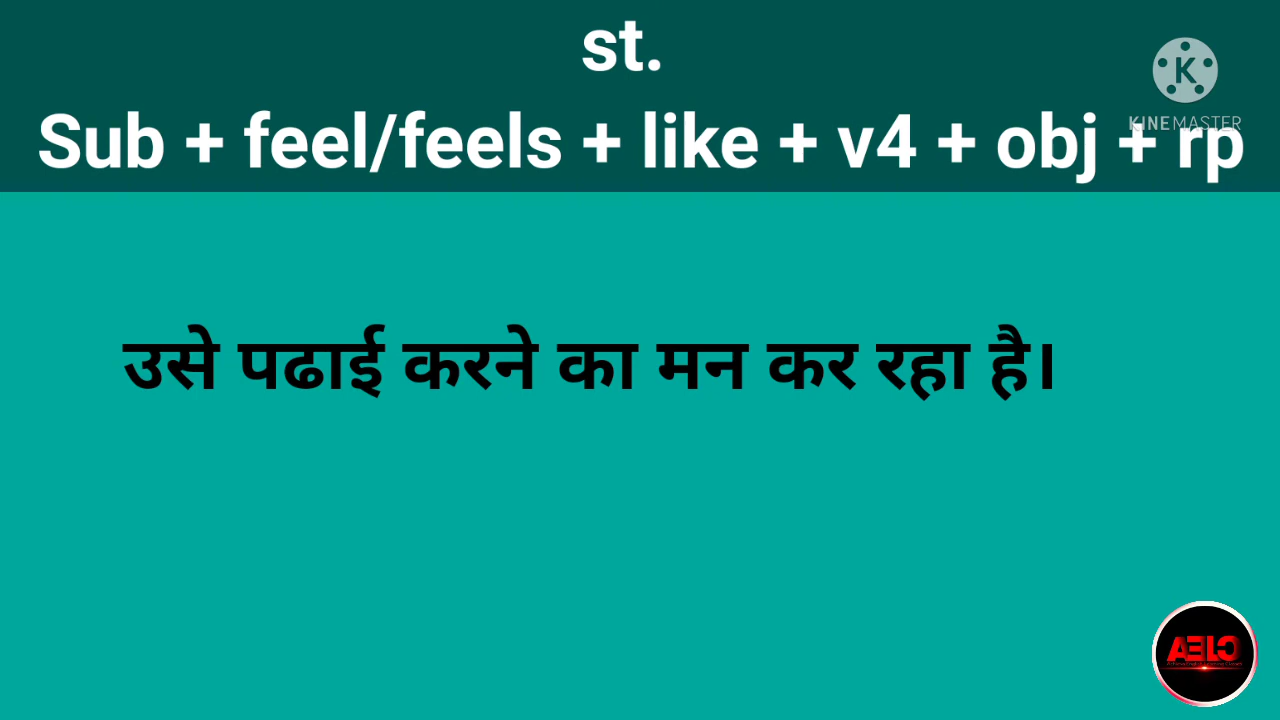 st.
Sub + feel/feels + like + v4 + obj + rp
KINEMASTER
उसे पढाई करने का मन कर रहा है।
AELC